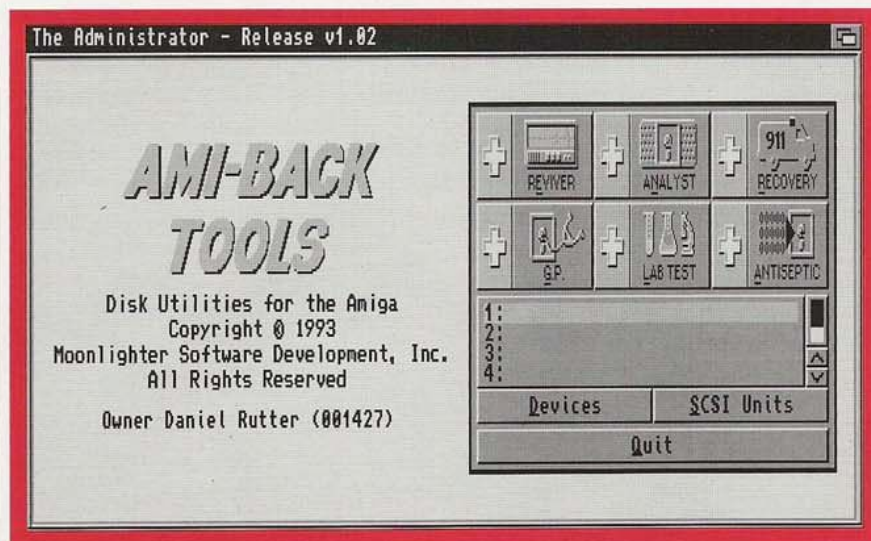 The Administrator - Release v1.02
AMI-BACK
TOOLS
Disk Utilities for the Amiga
Copyright © 1993
Moonlighter Software Development, Inc.
All Rights Reserved
Owner Daniel Rutter (001427)
REVIVER
ANALYST
911
RECOVERY
G.P.
LAB TEST
ANTISEPTIC
1:
2:
3:
4:
Devices
SCSI Units
Quit